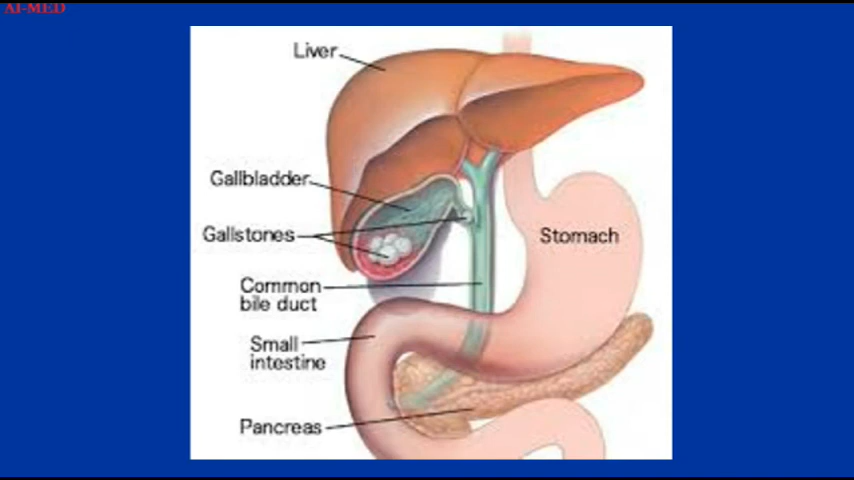 AI-MED
Liver
Gallbladder
Gallstones
Stomach
Common
bile duct
Small
intestine
Pancreas